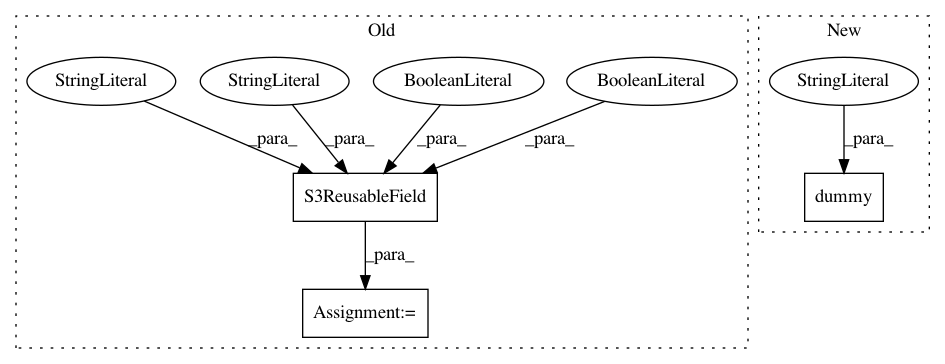 Old
New
StringLiteral
StringLiteral
BooleanLiteral
BooleanLiteral
StringLiteral
_para_
_para_
_para_
_para_
_para_
S3ReusableField
dummy
_para_
Assignment:=